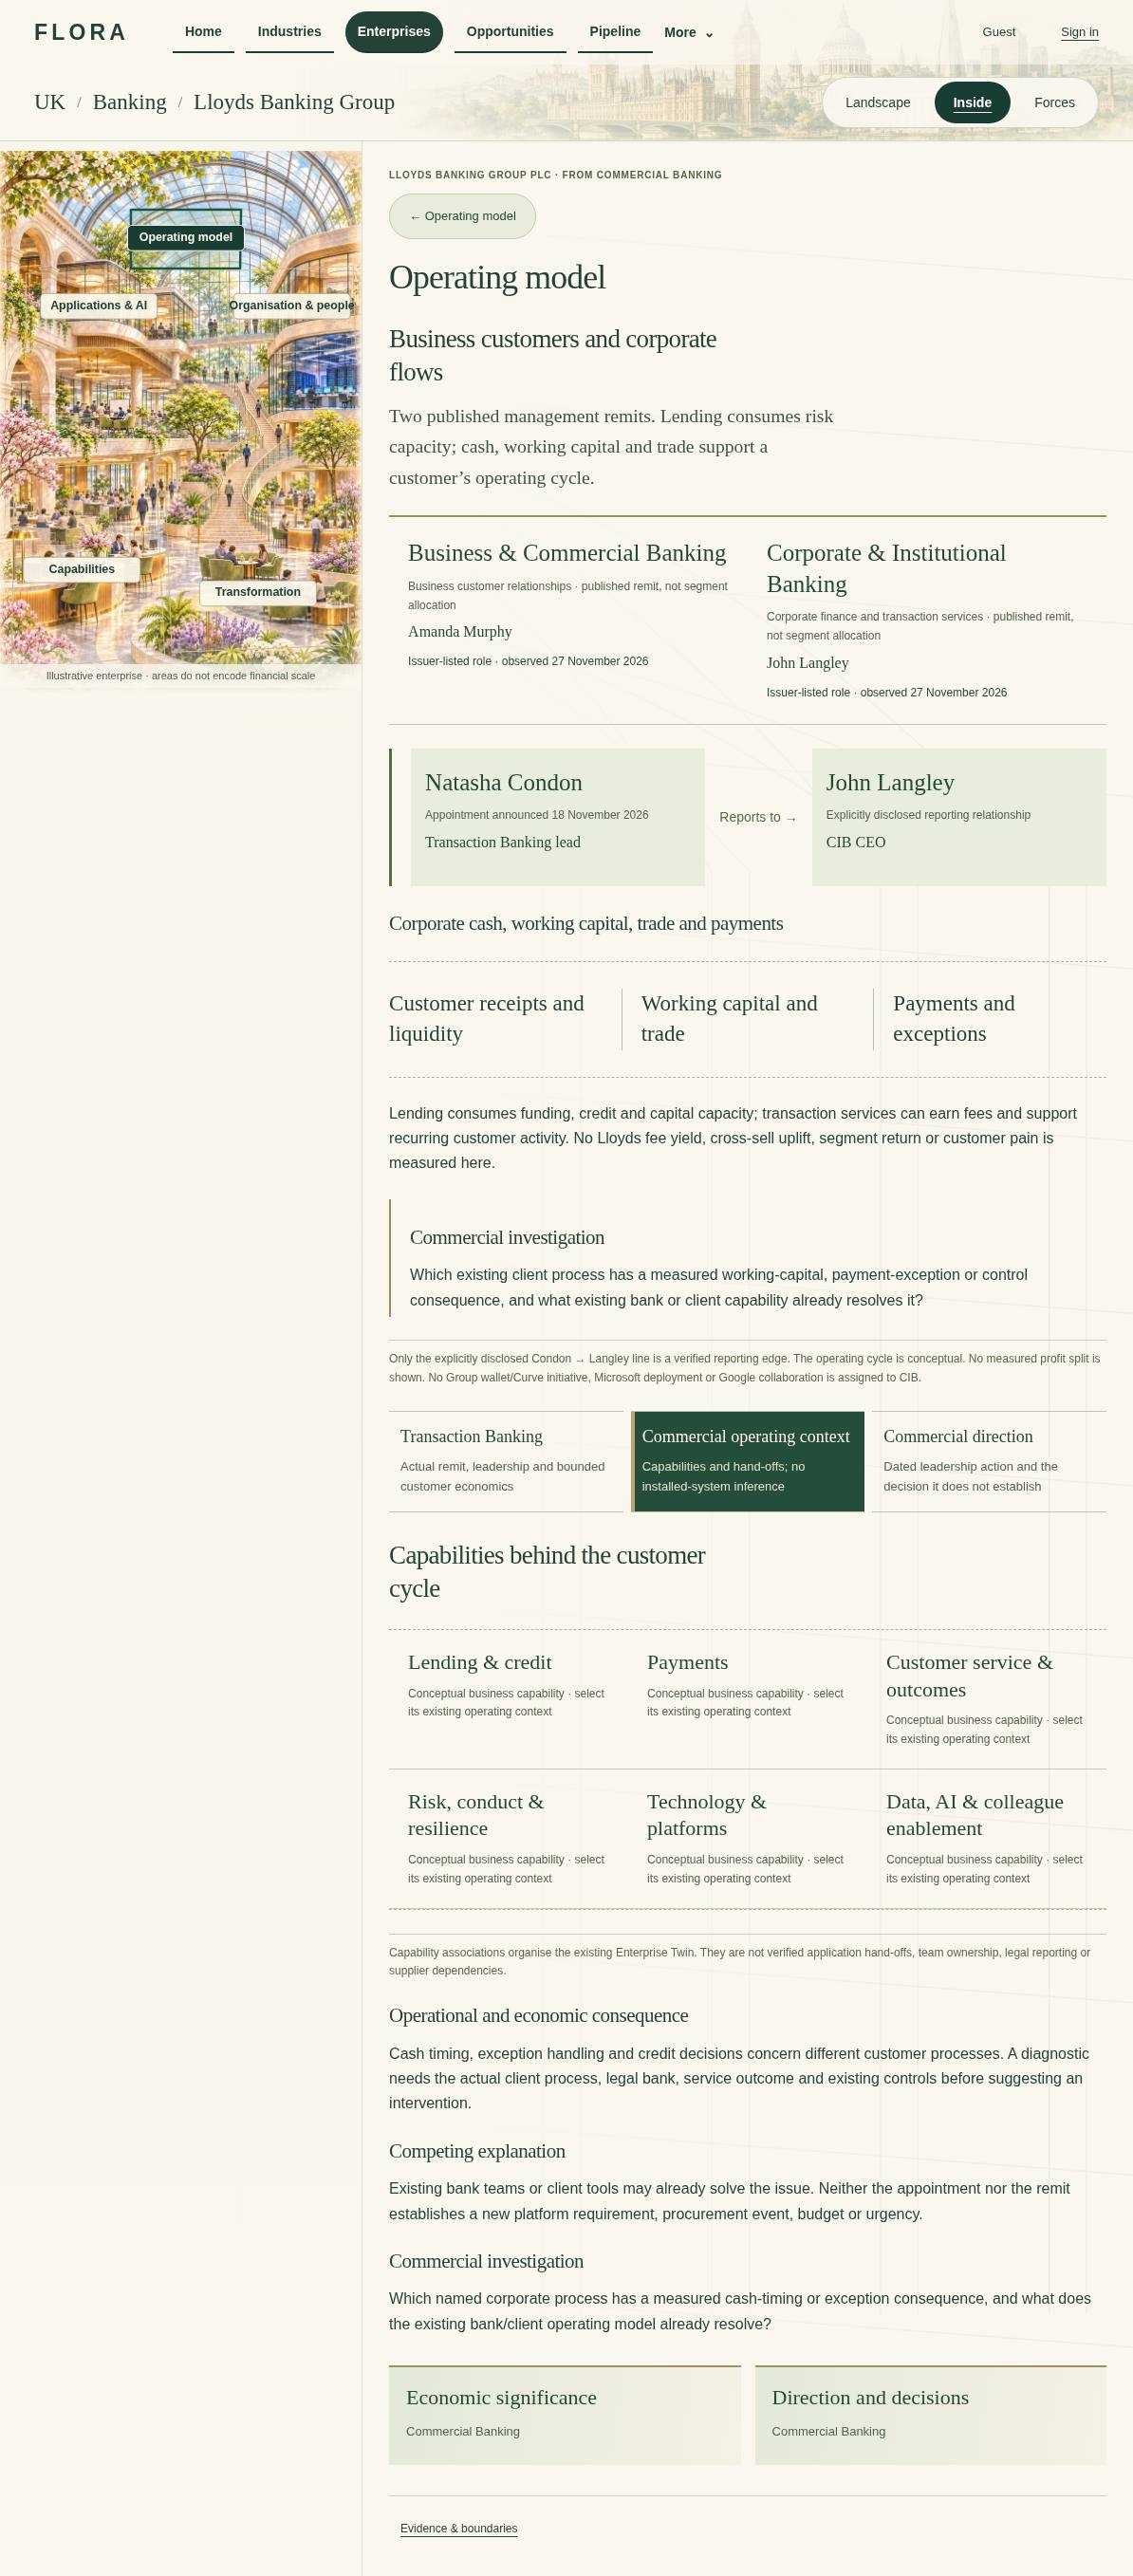 FLORA
Home
Industries
Enterprises
Opportunities
Pipeline
More
Guest
Sign in
UK / Banking / Lloyds Banking Group
Landscape
Inside
Forces
Operating model
Applications & AI
Organisation & people
Capabilities
Transformation
Illustrative enterprise · areas do not encode financial scale
LLOYDS BANKING GROUP PLC · FROM COMMERCIAL BANKING
← Operating model
Operating model
Business customers and corporate
flows
Two published management remits. Lending consumes risk
capacity; cash, working capital and trade support a
customer’s operating cycle.
Business & Commercial Banking
Business customer relationships · published remit, not segment
allocation
Amanda Murphy
Issuer-listed role · observed 27 November 2026
Corporate & Institutional
Banking
Corporate finance and transaction services · published remit,
not segment allocation
John Langley
Issuer-listed role · observed 27 November 2026
Natasha Condon
Appointment announced 18 November 2026
Transaction Banking lead
Reports to →
John Langley
Explicitly disclosed reporting relationship
CIB CEO
Corporate cash, working capital, trade and payments
Customer receipts and
liquidity
Working capital and
trade
Payments and
exceptions
Lending consumes funding, credit and capital capacity; transaction services can earn fees and support
recurring customer activity. No Lloyds fee yield, cross-sell uplift, segment return or customer pain is
measured here.
Commercial investigation
Which existing client process has a measured working-capital, payment-exception or control
consequence, and what existing bank or client capability already resolves it?
Only the explicitly disclosed Condon → Langley line is a verified reporting edge. The operating cycle is conceptual. No measured profit split is
shown. No Group wallet/Curve initiative, Microsoft deployment or Google collaboration is assigned to CIB.
Transaction Banking
Actual remit, leadership and bounded
customer economics
Commercial operating context
Capabilities and hand-offs; no
installed-system inference
Commercial direction
Dated leadership action and the
decision it does not establish
Capabilities behind the customer
cycle
Lending & credit
Conceptual business capability · select
its existing operating context
Payments
Conceptual business capability · select
its existing operating context
Customer service &
outcomes
Conceptual business capability · select
its existing operating context
Risk, conduct &
resilience
Conceptual business capability · select
its existing operating context
Technology &
platforms
Conceptual business capability · select
its existing operating context
Data, AI & colleague
enablement
Conceptual business capability · select
its existing operating context
Capability associations organise the existing Enterprise Twin. They are not verified application hand-offs, team ownership, legal reporting or
supplier dependencies.
Operational and economic consequence
Cash timing, exception handling and credit decisions concern different customer processes. A diagnostic
needs the actual client process, legal bank, service outcome and existing controls before suggesting an
intervention.
Competing explanation
Existing bank teams or client tools may already solve the issue. Neither the appointment nor the remit
establishes a new platform requirement, procurement event, budget or urgency.
Commercial investigation
Which named corporate process has a measured cash-timing or exception consequence, and what does
the existing bank/client operating model already resolve?
Economic significance
Commercial Banking
Direction and decisions
Commercial Banking
Evidence & boundaries